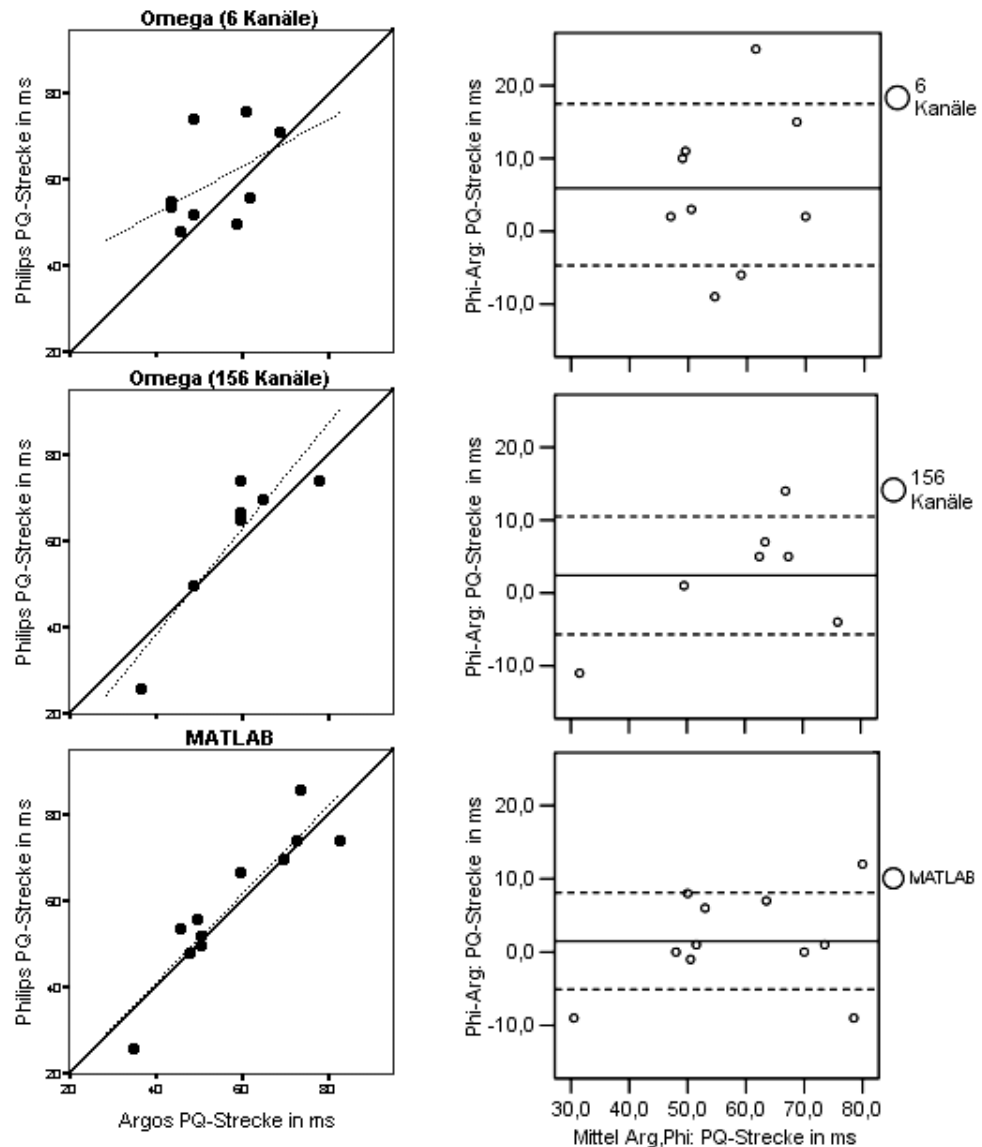 Omega (6 Kanäle)
Philips PQ-Strecke in ms
80
60
40
20
Phi-Arg: PQ-Strecke in ms
20,0
10,0
0,0
-10,0
6
Kanäle
Omega (156 Kanäle)
Philips PQ-Strecke in ms
80
60
40
20
Phi-Arg: PQ-Strecke in ms
20,0
10,0
0,0
-10,0
156
Kanäle
MATLAB
Philips PQ-Strecke in ms
80
60
40
20
20 40 60 80
Argos PQ-Strecke in ms
Phi-Arg: PQ-Strecke in ms
20,0
10,0
0,0
-10,0
30,0 40,0 50,0 60,0 70,0 80,0
Mittel Arg,Phi: PQ-Strecke in ms
MATLAB